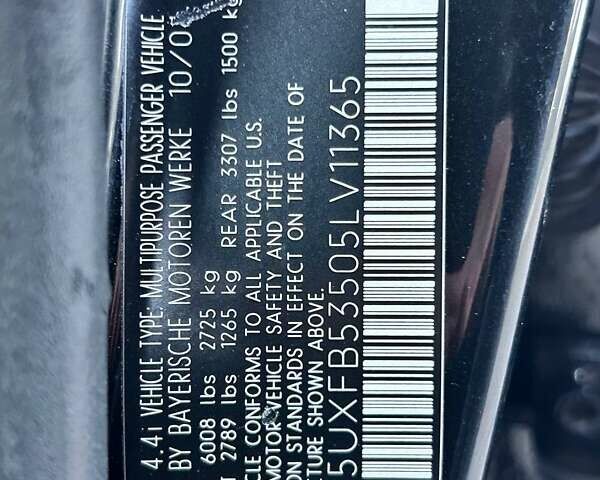 4.4i VEHICLE TYPE: MULTIPURPOSE PASSENGER VEHICLE
BY BAYERISCHE MOTOREN WERKE 10/0
6008 lbs 2725 kg
2789 lbs 1265 kg REAR 3307 lbs 1500 kg
CLE CONFORMS TO ALL APPLICABLE U.S.
MOTOR VEHICLE SAFETY AND THEFT
ON STANDARDS IN EFFECT ON THE DATE OF
TURE SHOWN ABOVE.
5UXFB53505LV11365